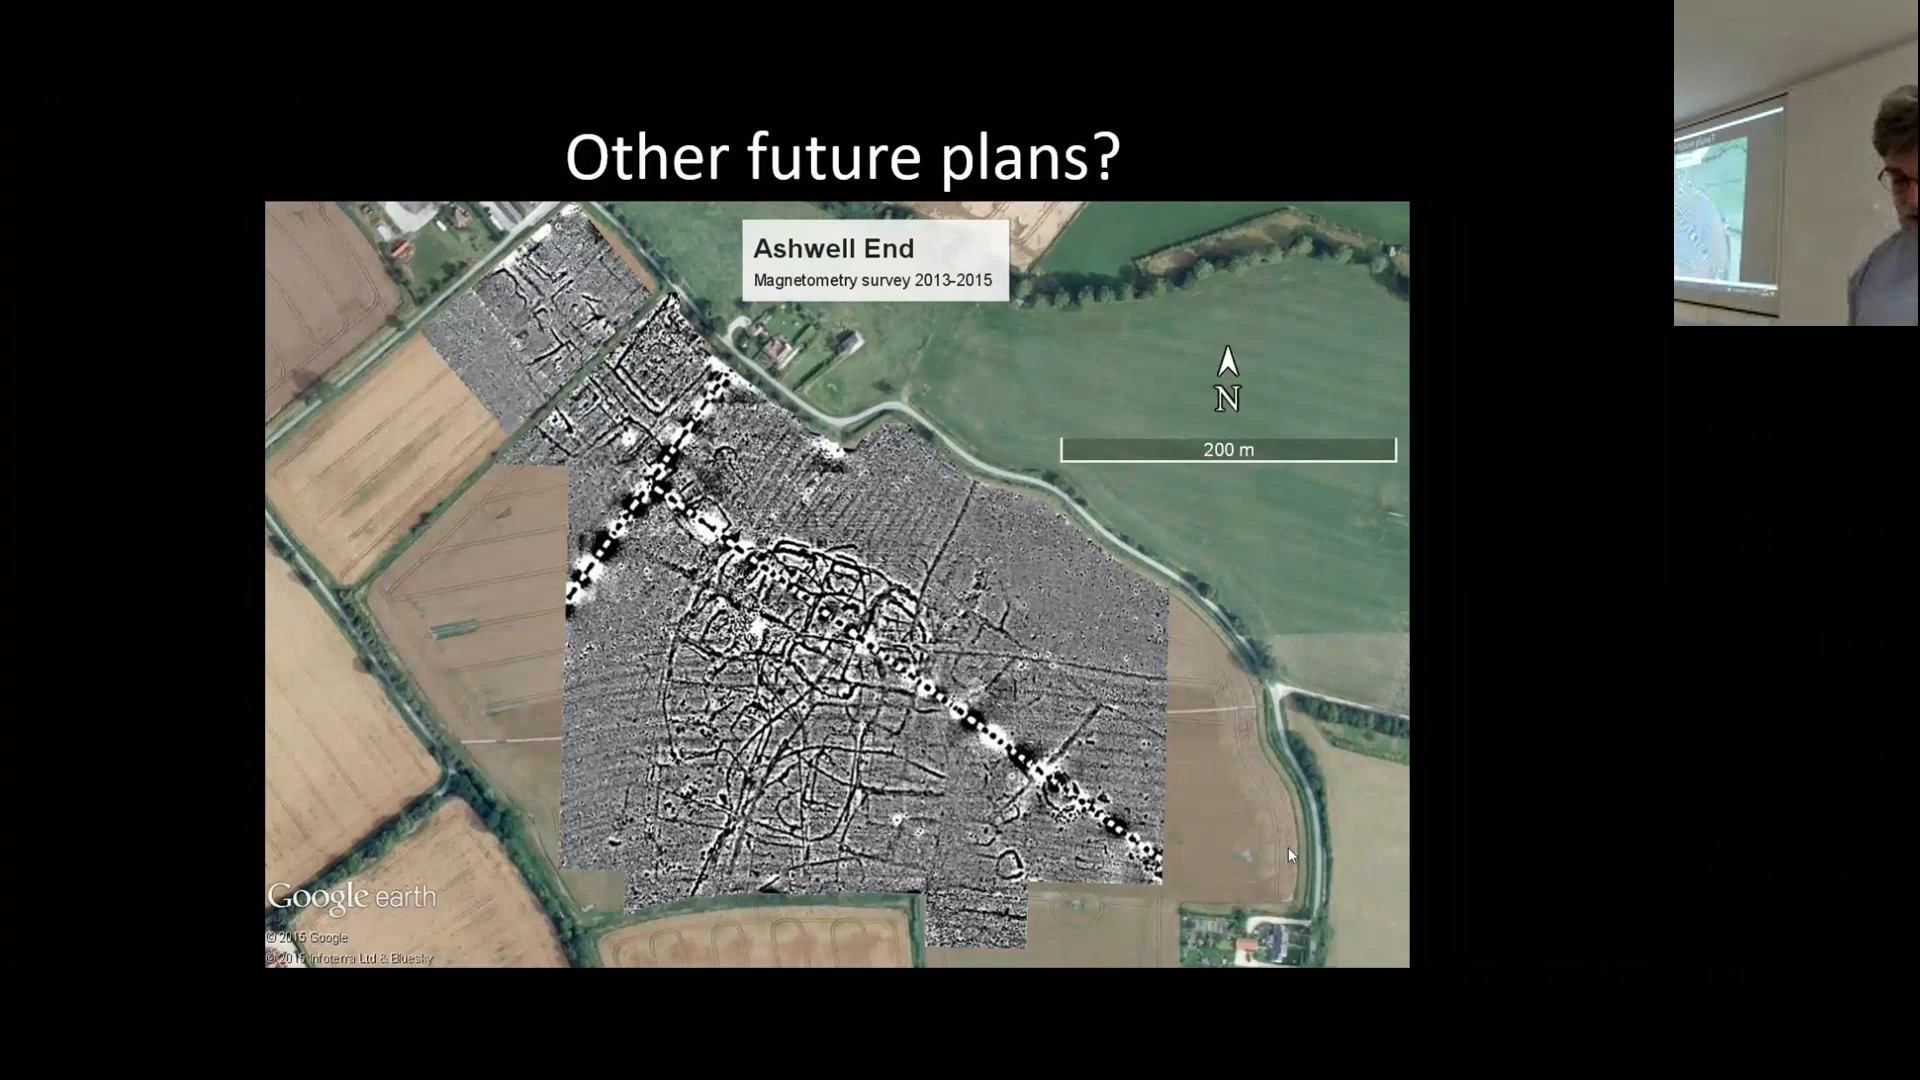 Other future plans?
Ashwell End
Magnetometry survey 2013-2015
N
200 m
Google earth
© 2015 Google
© 2015 Infoterra Ltd & Bluesky